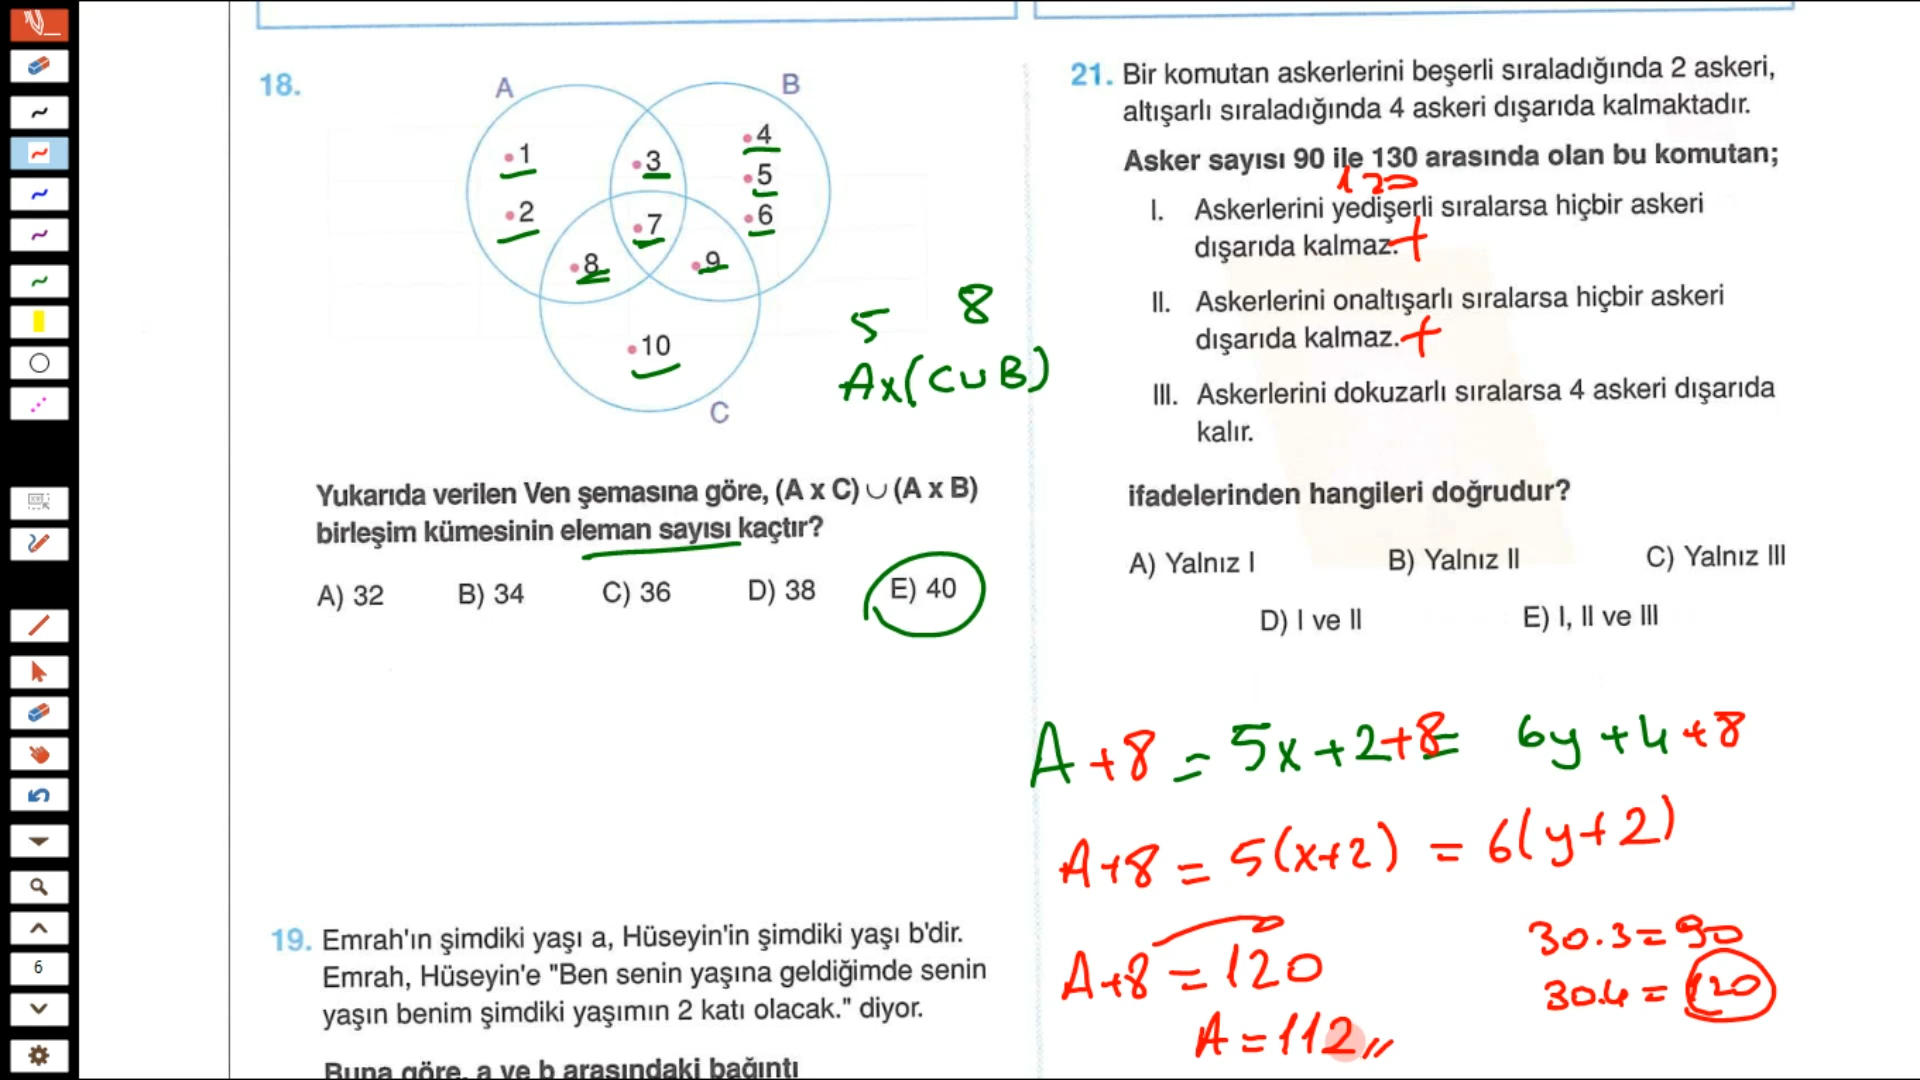 18.
A
B
•1
•2
•3
•4
•5
•6
•7
•8
•9
•10
C
5 8
Ax(CUB)
Yukarıda verilen Ven şemasına göre, (A x C) ∪ (A x B)
birleşim kümesinin eleman sayısı kaçtır?
A) 32 B) 34 C) 36 D) 38 E) 40
19. Emrah'ın şimdiki yaşı a, Hüseyin'in şimdiki yaşı b'dir.
Emrah, Hüseyin'e "Ben senin yaşına geldiğimde senin
yaşın benim şimdiki yaşımın 2 katı olacak." diyor.
Buna göre, a ve b arasındaki bağıntı
21. Bir komutan askerlerini beşerli sıraladığında 2 askeri,
altışarlı sıraladığında 4 askeri dışarıda kalmaktadır.
Asker sayısı 90 ile 130 arasında olan bu komutan;
120
I. Askerlerini yedişerli sıralarsa hiçbir askeri
dışarıda kalmaz. +
II. Askerlerini onaltışarlı sıralarsa hiçbir askeri
dışarıda kalmaz. +
III. Askerlerini dokuzarlı sıralarsa 4 askeri dışarıda
kalır.
ifadelerinden hangileri doğrudur?
A) Yalnız I B) Yalnız II C) Yalnız III
D) I ve II E) I, II ve III
A+8 = 5x+2+8 = 6y+4+8
A+8 = 5(x+2) = 6(y+2)
A+8 = 120
A = 112
30.3 = 90
30.4 = 120
6